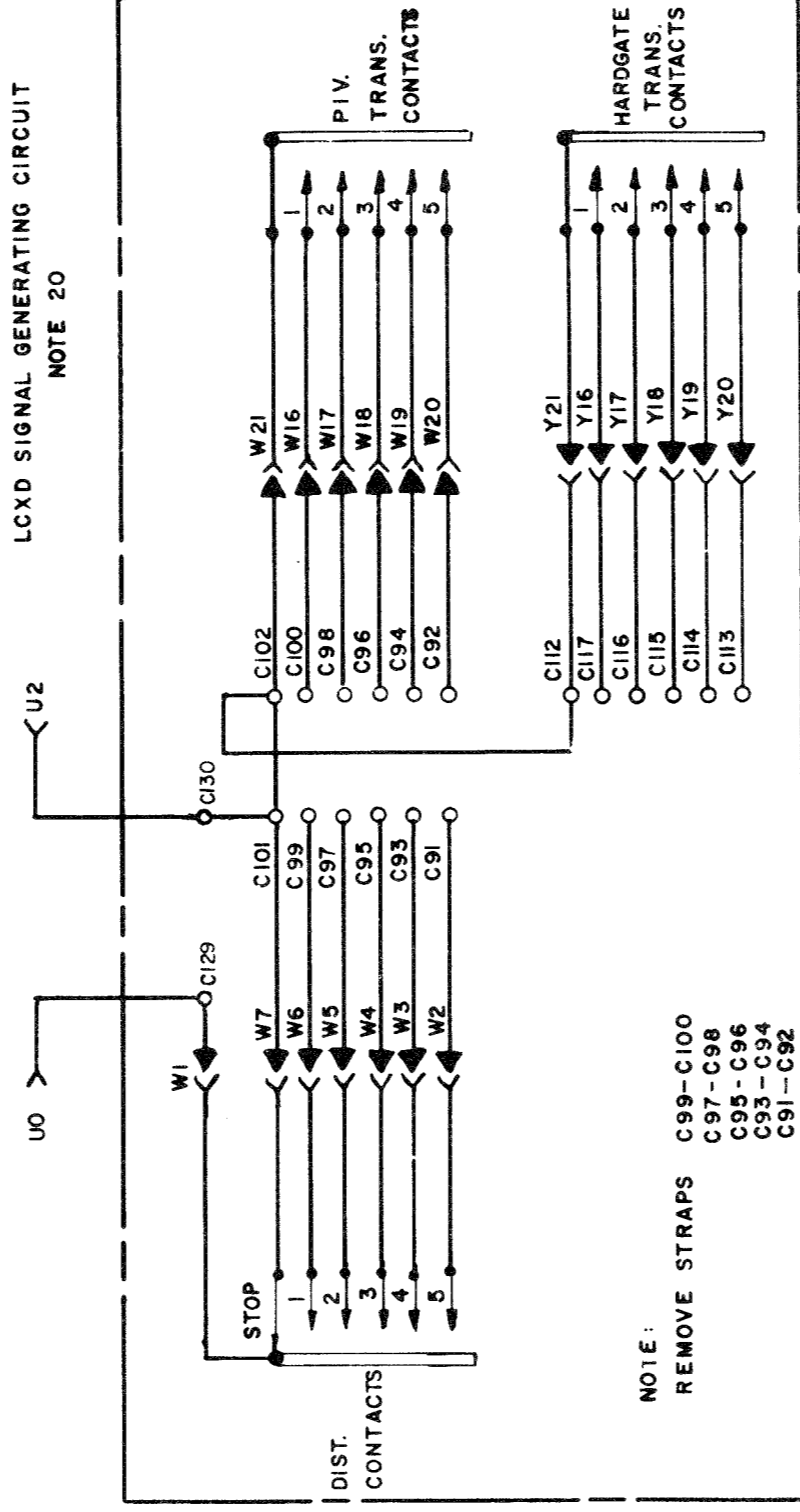 LCXD SIGNAL GENERATING CIRCUIT
NOTE 20
U0
U2
C129
C130
W1
STOP
1
2
3
4
5
DIST.
CONTACTS
W7
W6
W5
W4
W3
W2
C101
C99
C97
C95
C93
C91
C102
C100
C98
C96
C94
C92
W21
W16
W17
W18
W19
W20
1
2
3
4
5
PIV.
TRANS.
CONTACTS
C112
C117
C116
C115
C114
C113
Y21
Y16
Y17
Y18
Y19
Y20
1
2
3
4
5
HARDGATE
TRANS.
CONTACTS
NOTE:
REMOVE STRAPS C99-C100
C97-C98
C95-C96
C93-C94
C91-C92